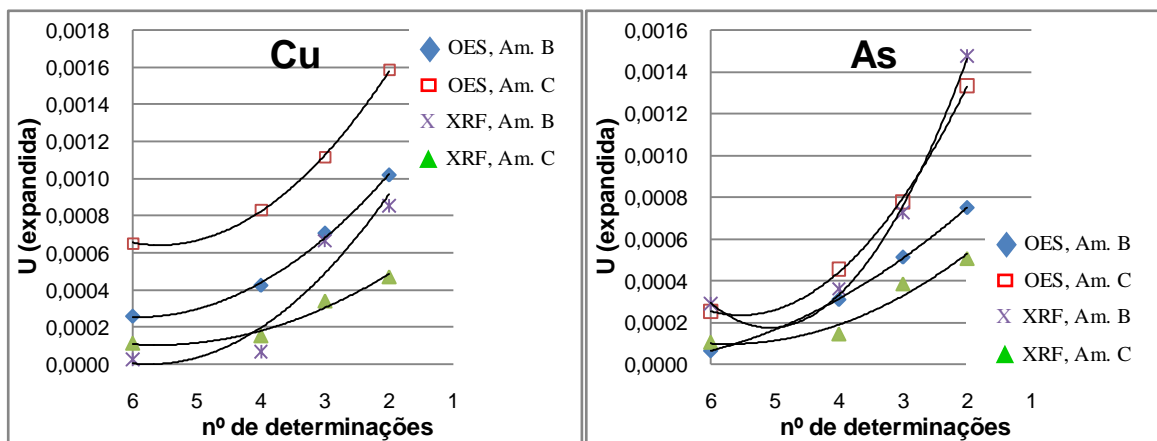 Cu
U (expandida)
0,0018
0,0016
0,0014
0,0012
0,0010
0,0008
0,0006
0,0004
0,0002
0,0000
6 5 4 3 2 1
nº de determinações
OES, Am. B
OES, Am. C
XRF, Am. B
XRF, Am. C
As
U (expandida)
0,0016
0,0014
0,0012
0,0010
0,0008
0,0006
0,0004
0,0002
0,0000
6 5 4 3 2 1
nº de determinações
OES, Am. B
OES, Am. C
XRF, Am. B
XRF, Am. C